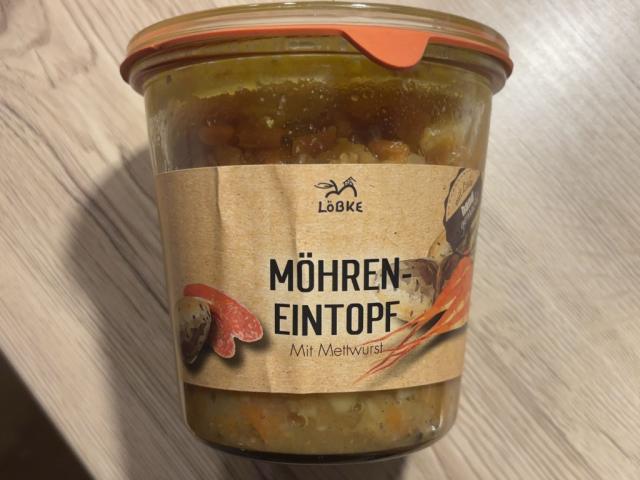 LÖBKE
MÖHREN-
EINTOPF
Mit Mettwurst